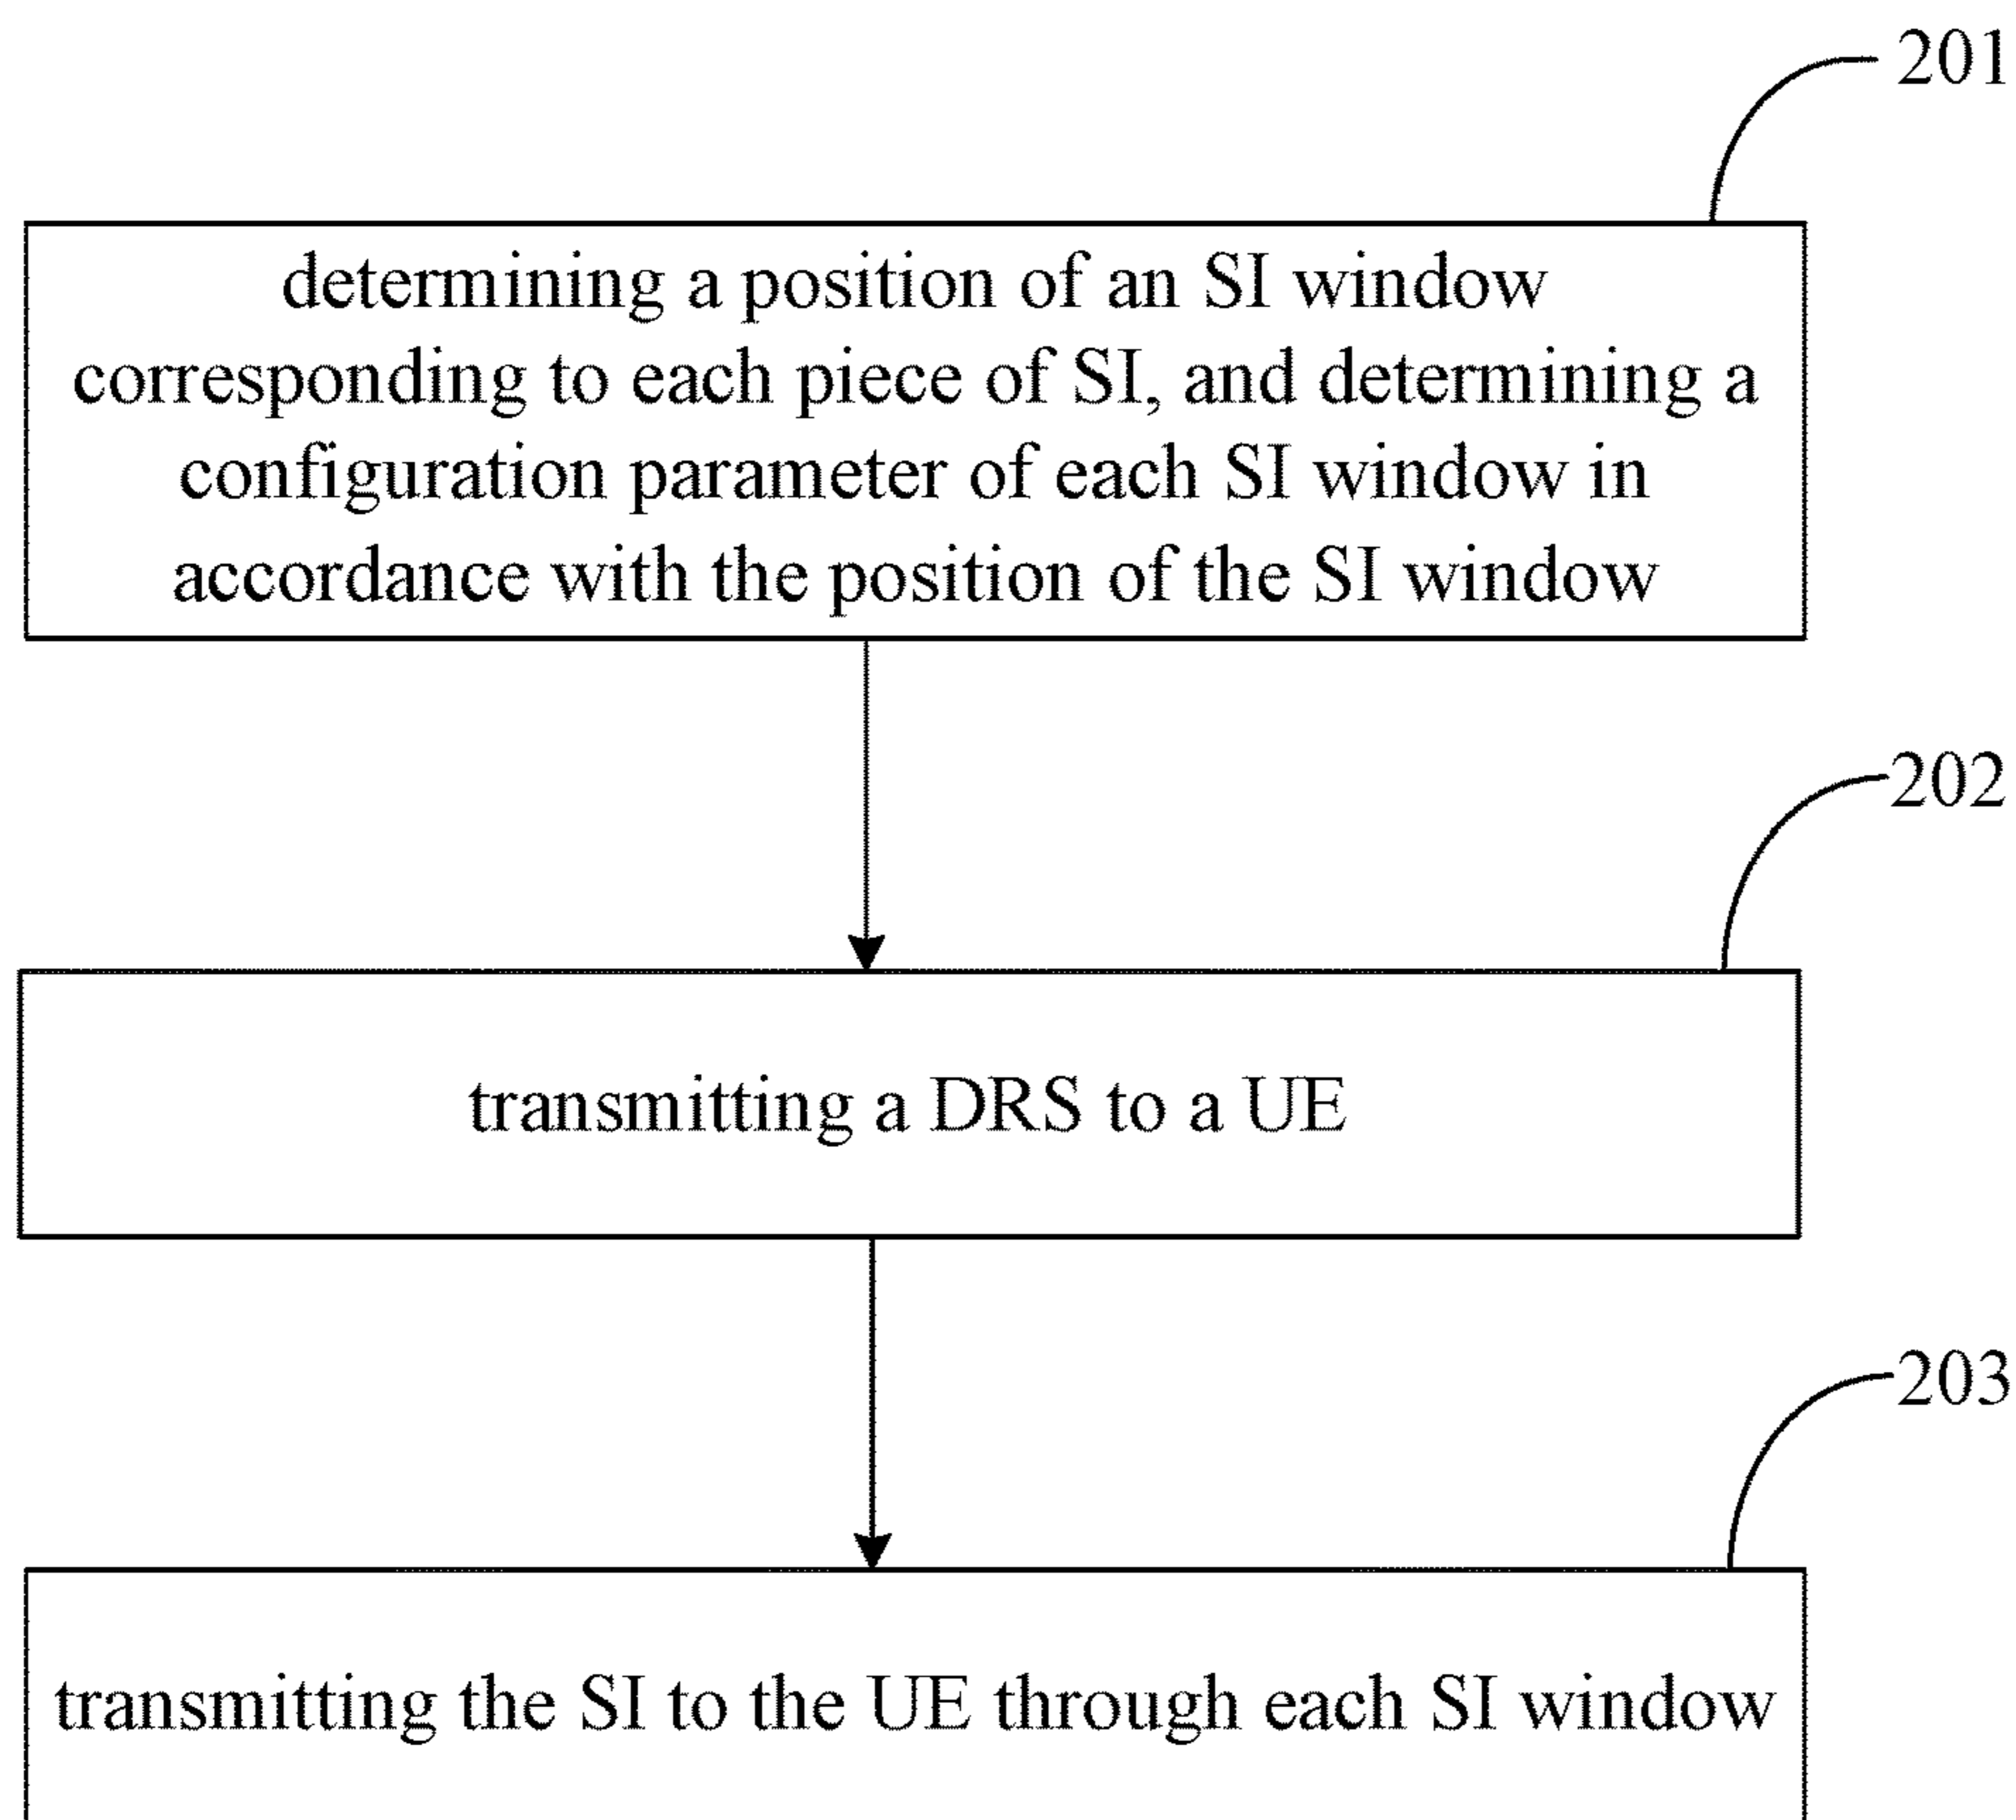 201
determining a position of an SI window
corresponding to each piece of SI, and determining a
configuration parameter of each SI window in
accordance with the position of the SI window
202
transmitting a DRS to a UE
203
transmitting the SI to the UE through each SI window